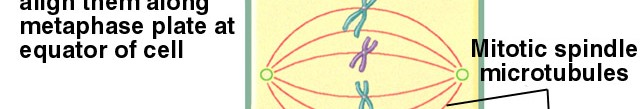 align them along
metaphase plate at
equator of cell
Mitotic spindle
microtubules